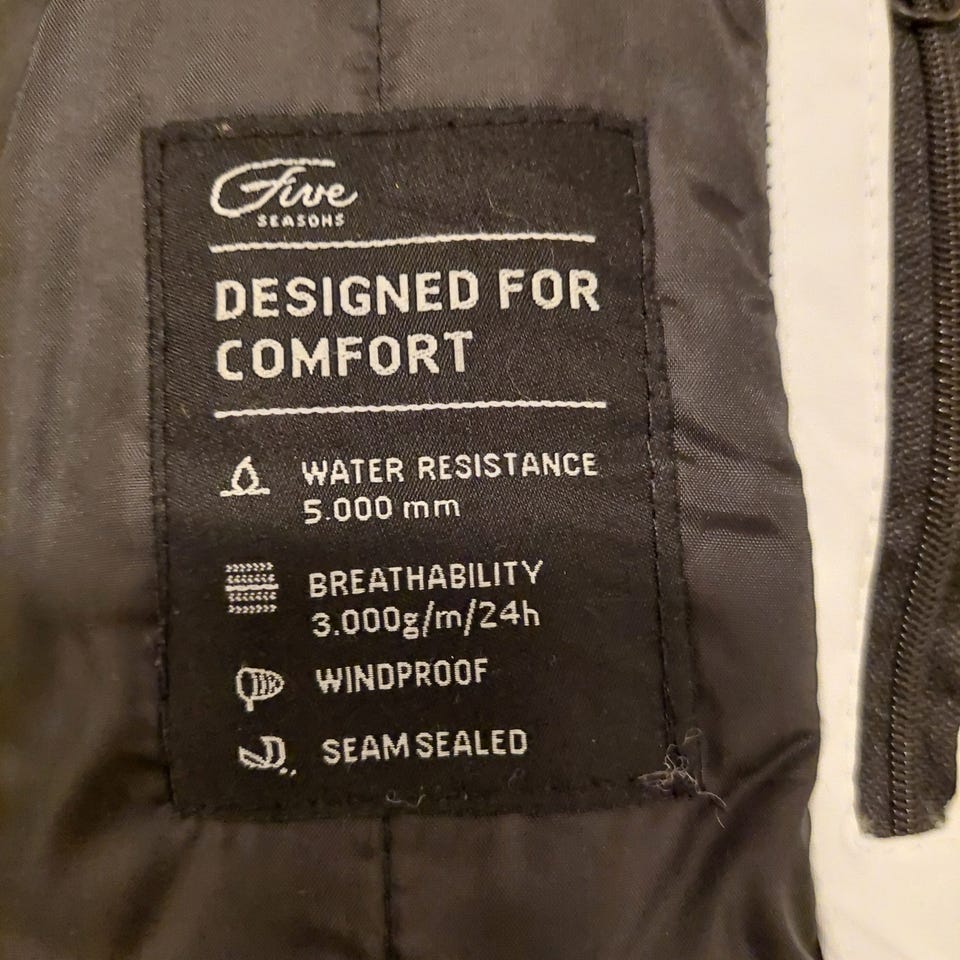 Five
SEASONS
DESIGNED FOR
COMFORT
WATER RESISTANCE
5.000 mm
BREATHABILITY
3.000g/m/24h
WINDPROOF
SEAM SEALED